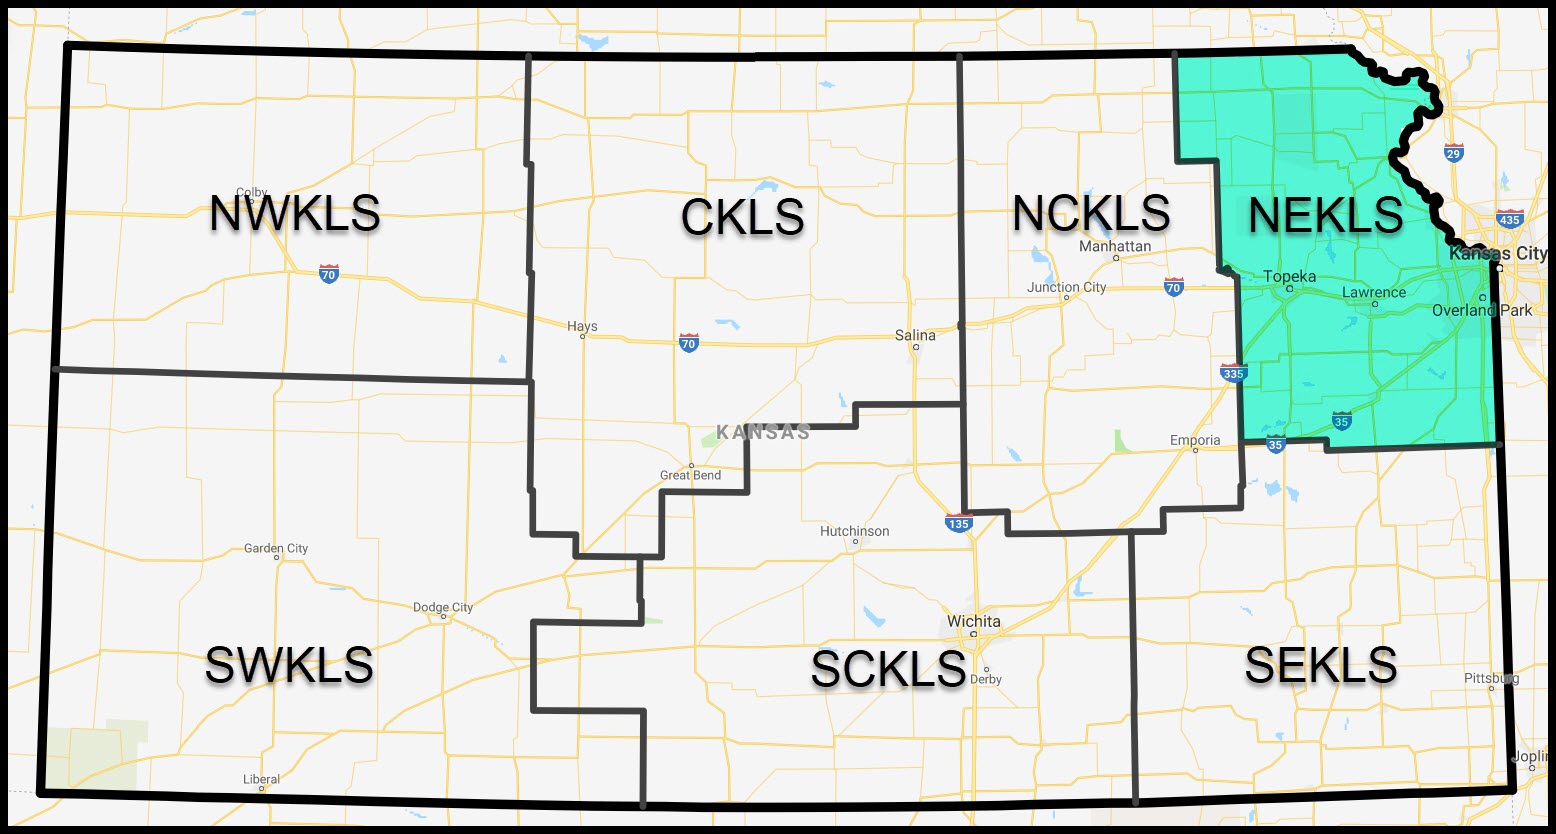 29
Colby
NWKLS
CKLS
NCKLS
NEKLS
435
Manhattan
Kansas City
70
Junction City
70
Topeka
Lawrence
Overland Park
Hays
70
Salina
335
KANSAS
35
Emporia
35
Great Bend
135
Hutchinson
Garden City
Dodge City
Wichita
SWKLS
SCKLS
Derby
SEKLS
Pittsburg
Joplin
Liberal